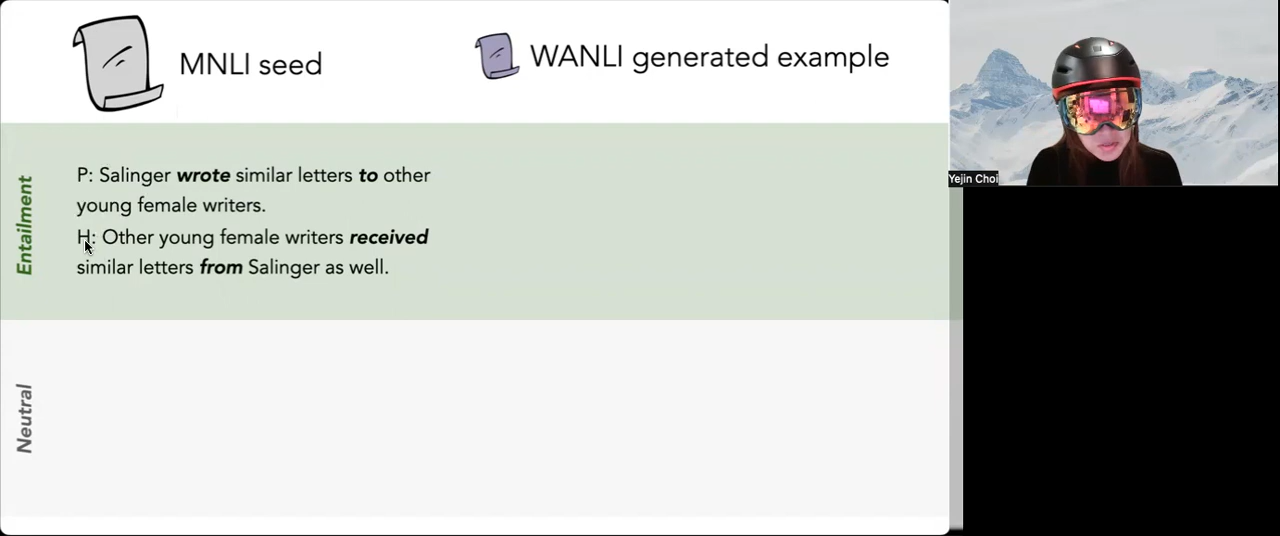 MNLI seed
WANLI generated example
Yejin Choi
Entailment
P: Salinger wrote similar letters to other
young female writers.
H: Other young female writers received
similar letters from Salinger as well.
Neutral